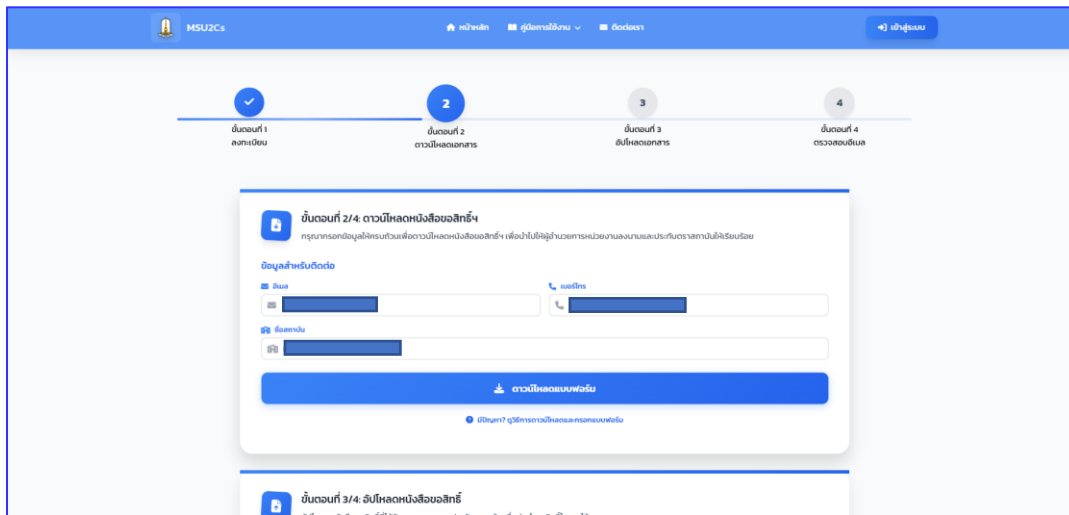 MSU2Cs
หน้าหลัก
คู่มือการใช้งาน
ติดต่อเรา
เข้าสู่ระบบ
2
3
4
ขั้นตอนที่ 1
ลงทะเบียน
ขั้นตอนที่ 2
ดาวน์โหลดเอกสาร
ขั้นตอนที่ 3
อัปโหลดเอกสาร
ขั้นตอนที่ 4
ตรวจสอบอีเมล
ขั้นตอนที่ 2/4: ดาวน์โหลดหนังสือขอสิทธิ์ฯ
กรุณากรอกข้อมูลให้ครบถ้วนเพื่อดาวน์โหลดหนังสือขอสิทธิ์ฯ เพื่อนำไปให้ผู้อำนวยการหน่วยงานลงนามและประทับตราสถาบันให้เรียบร้อย
ข้อมูลสำหรับติดต่อ
อีเมล
เบอร์โทร
ชื่อสถาบัน
ดาวน์โหลดแบบฟอร์ม
มีปัญหา? ดูวิธีการดาวน์โหลดและกรอกแบบฟอร์ม
ขั้นตอนที่ 3/4: อัปโหลดหนังสือขอสิทธิ์